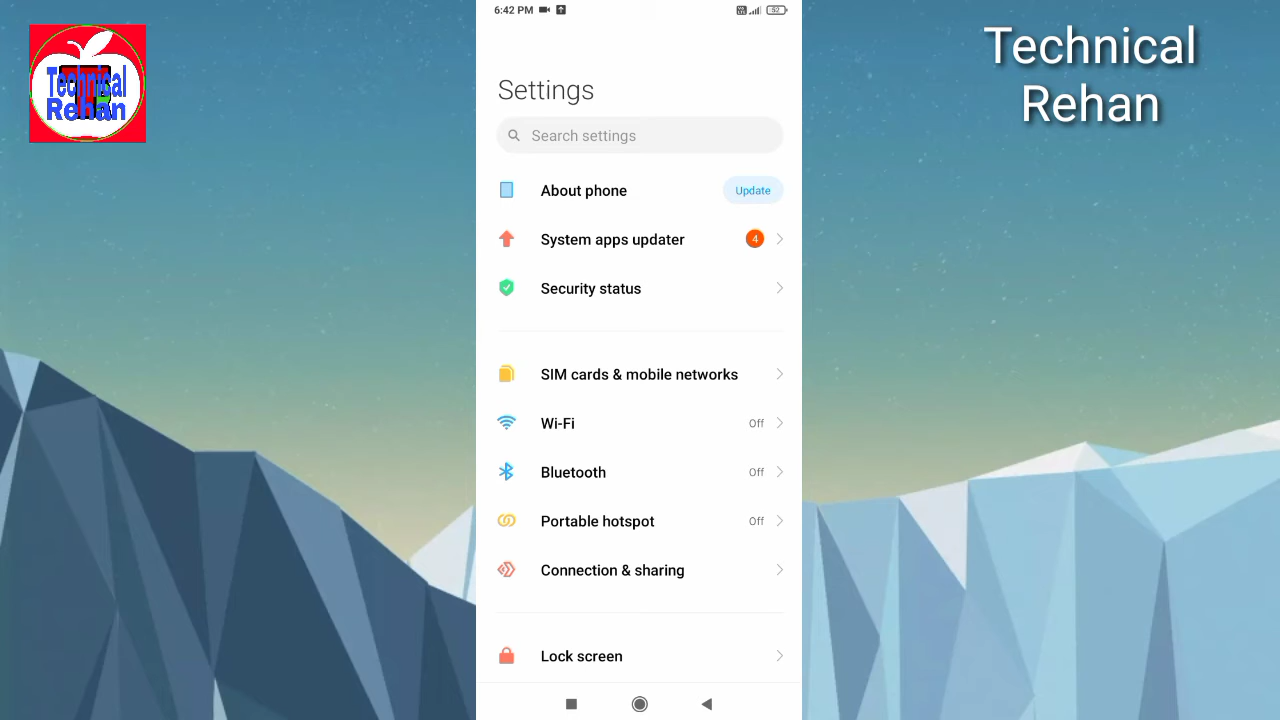 Technical
Rehan
Technical
Rehan
6:42 PM
52
Settings
Search settings
About phone
Update
System apps updater
4
Security status
SIM cards & mobile networks
Wi-Fi
Off
Bluetooth
Off
Portable hotspot
Off
Connection & sharing
Lock screen